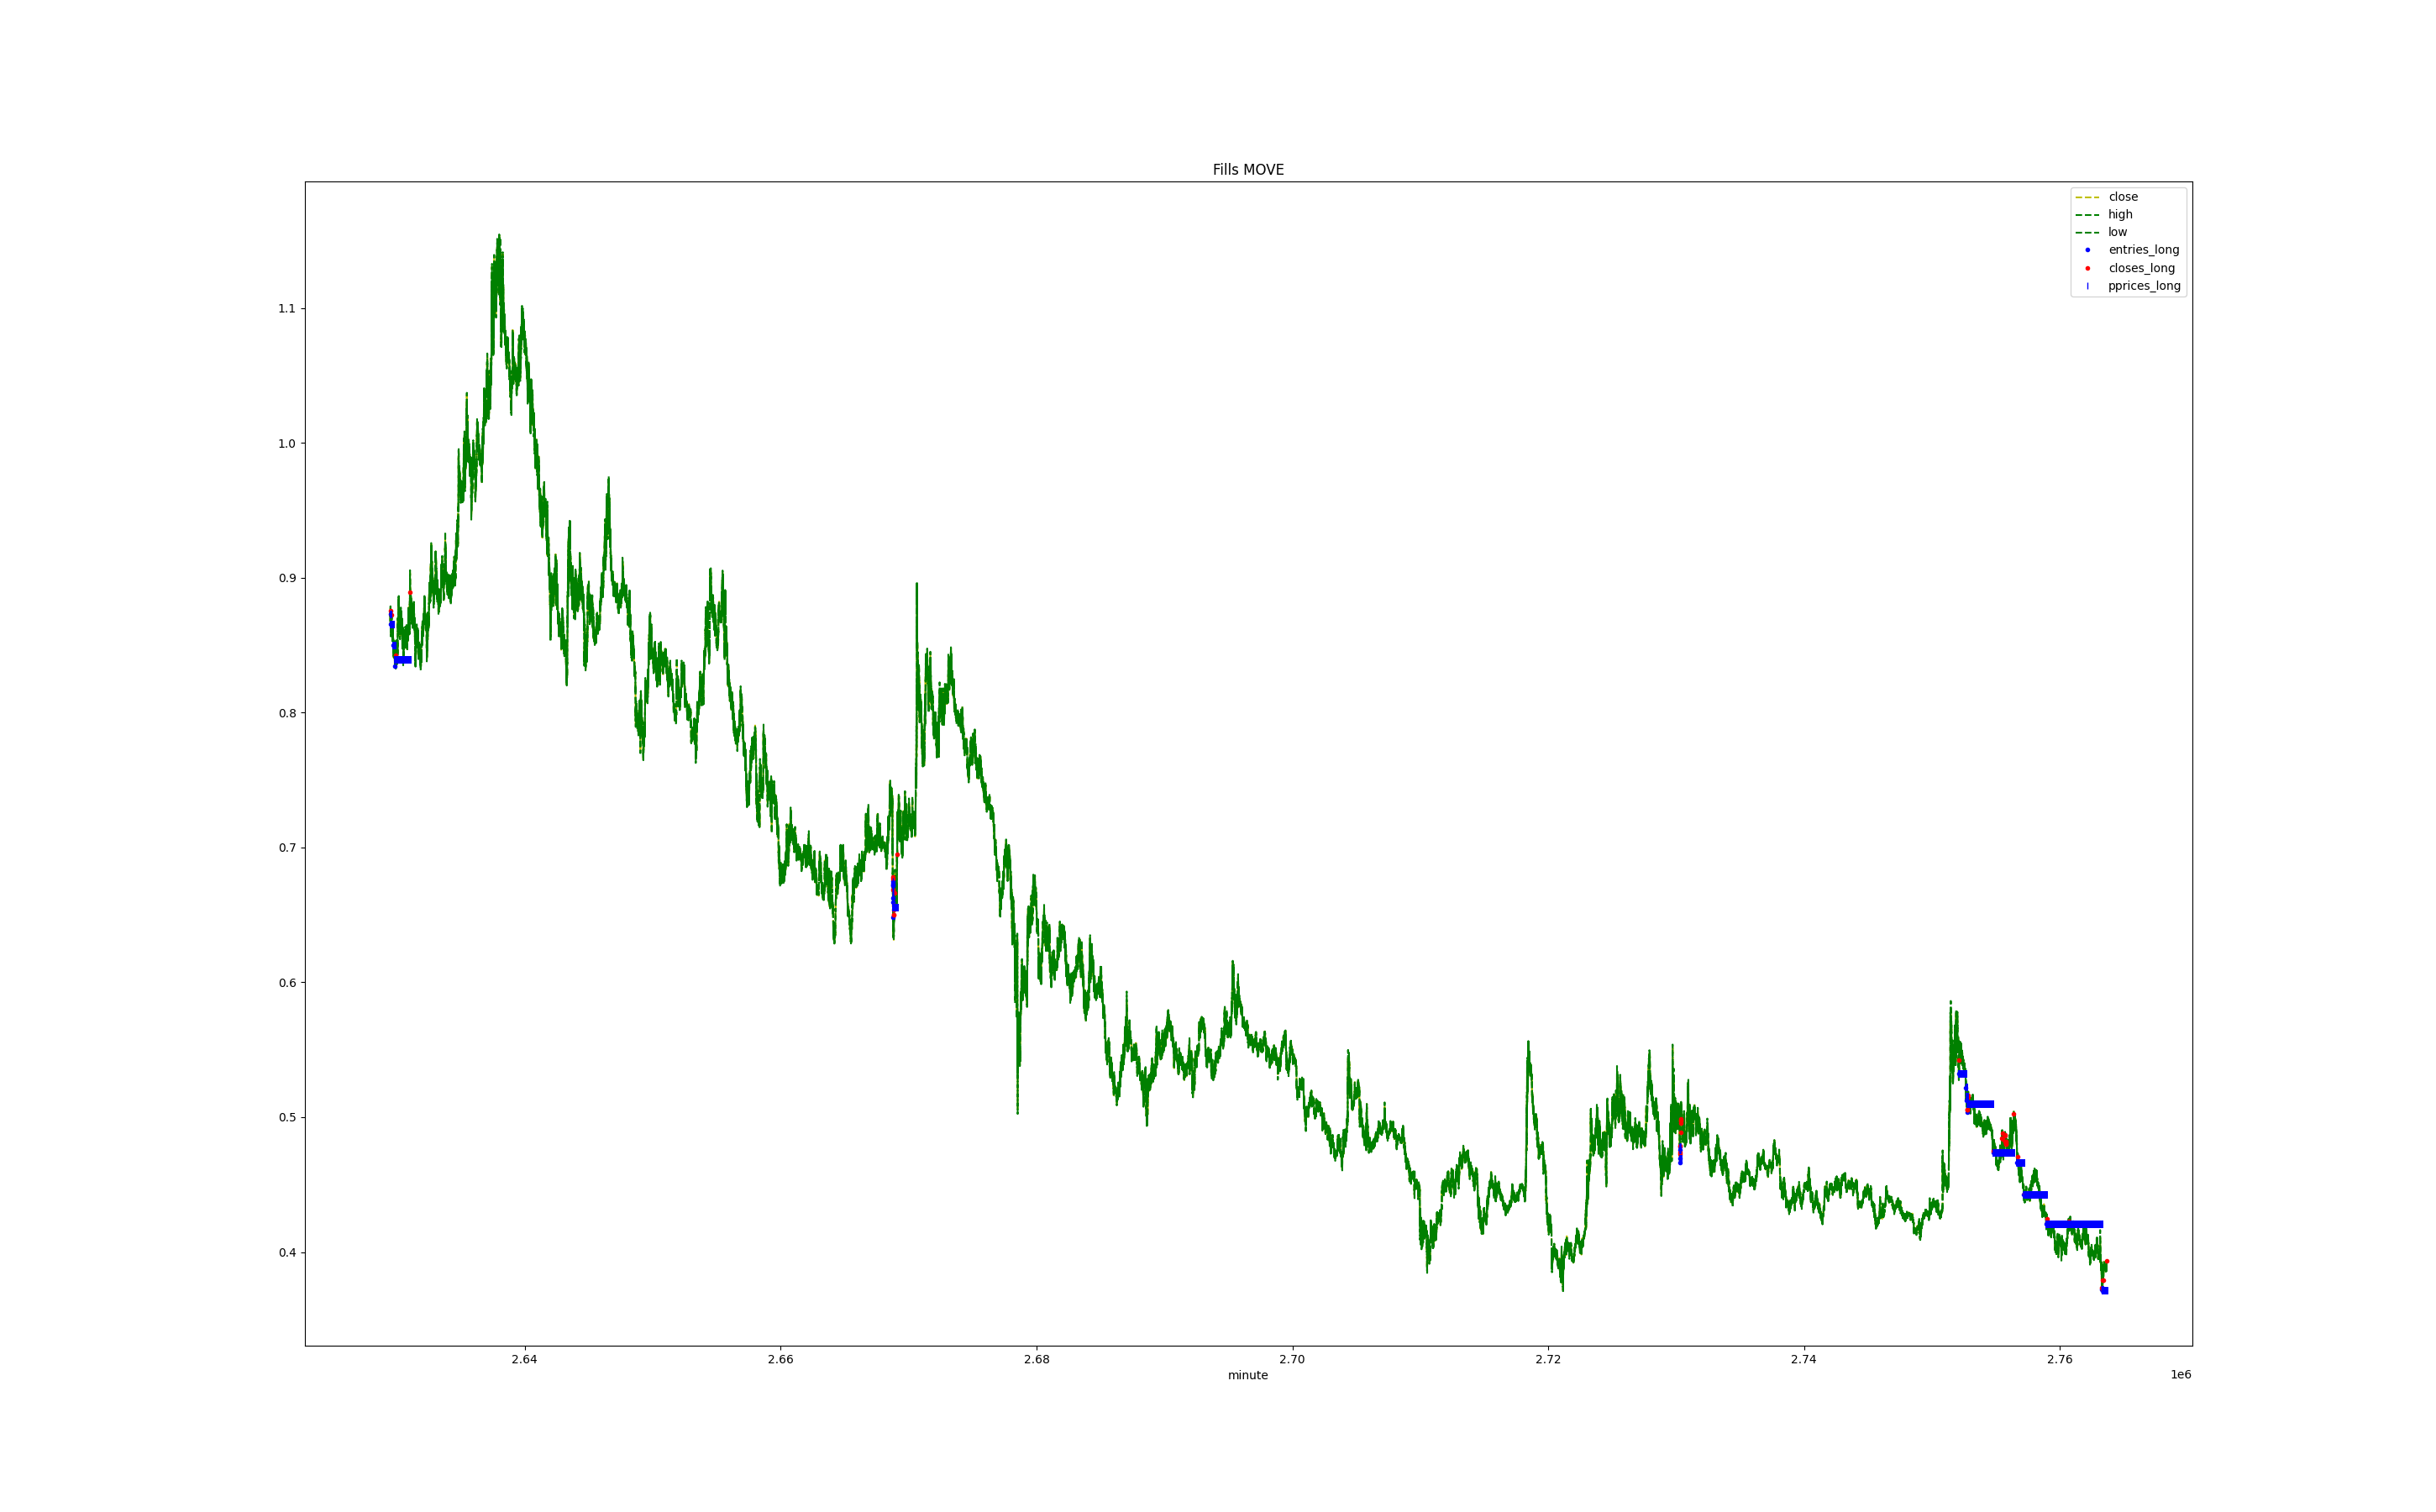 Fills MOVE
close
high
low
entries_long
closes_long
pprices_long
1.1
1.0
0.9
0.8
0.7
0.6
0.5
0.4
2.64 2.66 2.68 2.70 2.72 2.74 2.76
minute 1e6